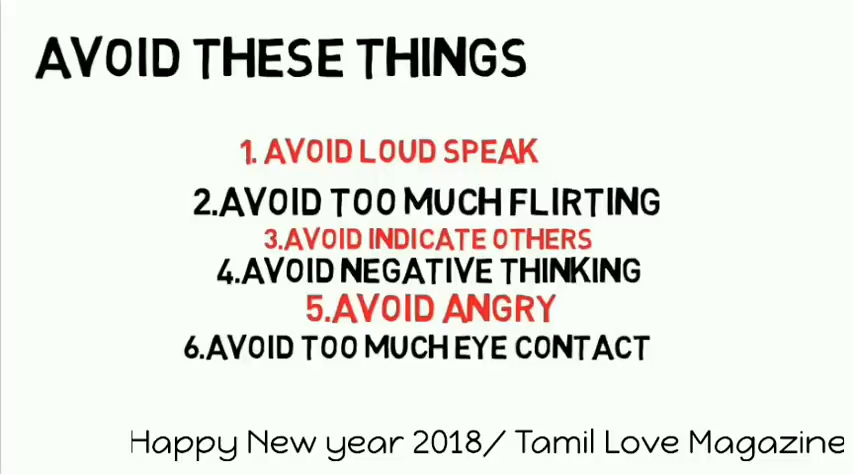 AVOID THESE THINGS
1. AVOID LOUD SPEAK
2.AVOID TOO MUCH FLIRTING
3.AVOID INDICATE OTHERS
4.AVOID NEGATIVE THINKING
5.AVOID ANGRY
6.AVOID TOO MUCH EYE CONTACT
Happy New year 2018/ Tamil Love Magazine